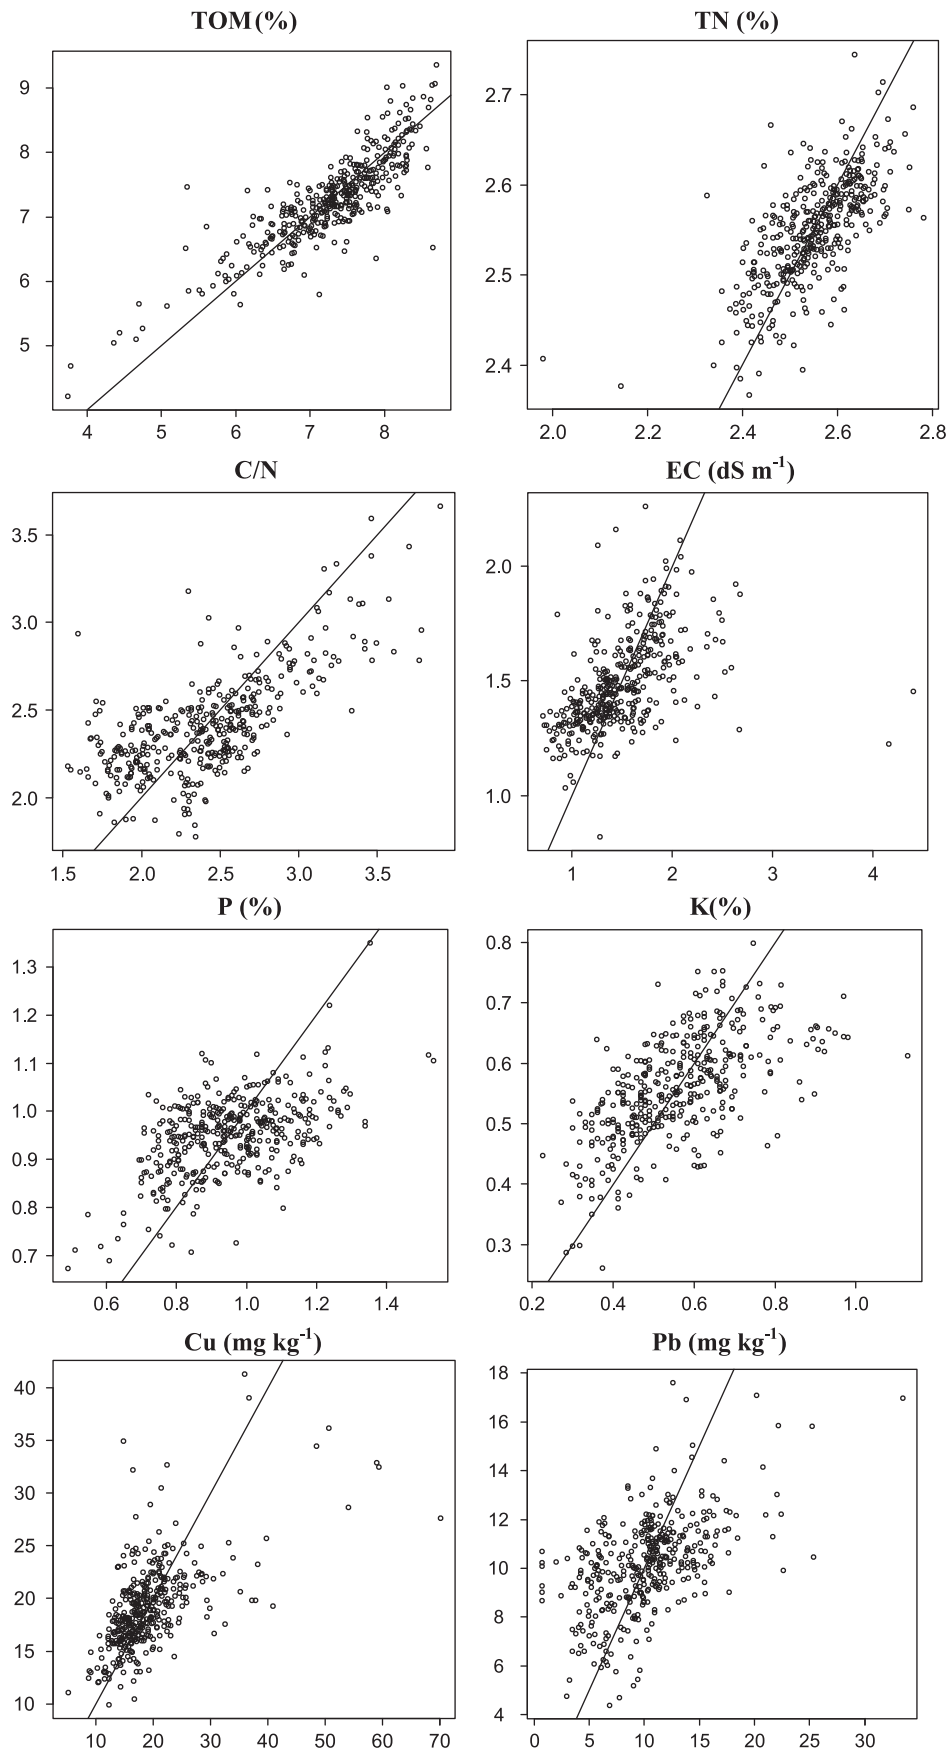 TOM(%)
TN (%)
9
8
7
6
5
4 5 6 7 8
2.7
2.6
2.5
2.4
2.0 2.2 2.4 2.6 2.8
C/N
EC (dS m-1)
3.5
3.0
2.5
2.0
1.5 2.0 2.5 3.0 3.5
2.0
1.5
1.0
1 2 3 4
P (%)
K(%)
1.3
1.2
1.1
1.0
0.9
0.8
0.7
0.6 0.8 1.0 1.2 1.4
0.8
0.7
0.6
0.5
0.4
0.3
0.2 0.4 0.6 0.8 1.0
Cu (mg kg-1)
Pb (mg kg-1)
40
35
30
25
20
15
10
10 20 30 40 50 60 70
18
16
14
12
10
8
6
4
0 5 10 15 20 25 30